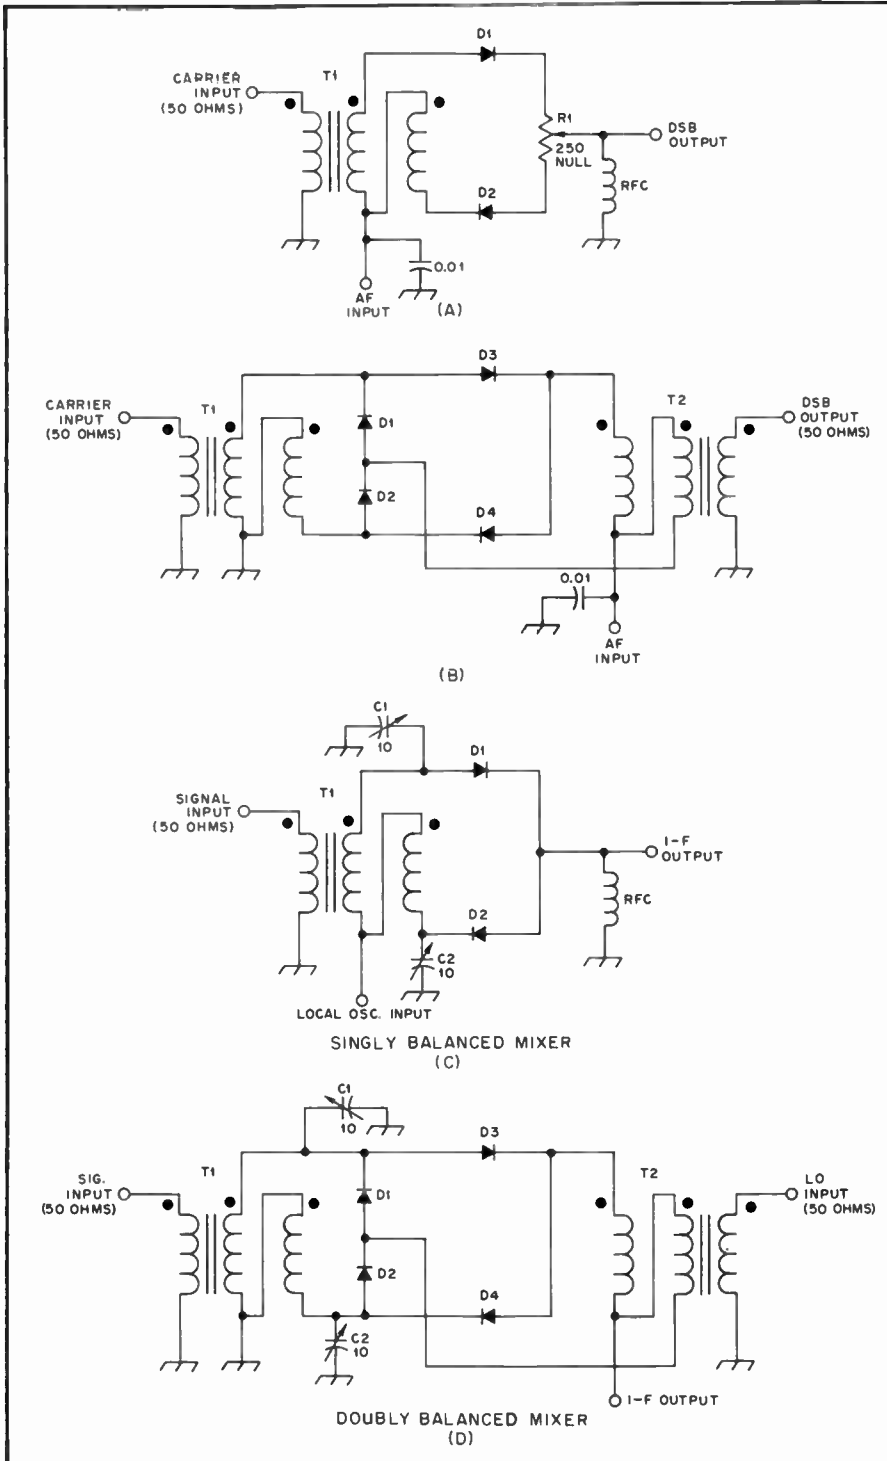 D1
CARRIER
INPUT
(50 OHMS)
T1
R1
250
NULL
DSB
OUTPUT
RFC
D2
0.01
AF
INPUT
(A)
D3
CARRIER
INPUT
(50 OHMS)
T1
D1
T2
DSB
OUTPUT
(50 OHMS)
D2
D4
0.01
AF
INPUT
(B)
C1
10
D1
SIGNAL
INPUT
(50 OHMS)
T1
I-F
OUTPUT
RFC
D2
C2
10
LOCAL OSC. INPUT
SINGLY BALANCED MIXER
(C)
C1
10
D3
SIG.
INPUT
(50 OHMS)
T1
D1
T2
LO
INPUT
(50 OHMS)
D2
D4
C2
10
I-F OUTPUT
DOUBLY BALANCED MIXER
(D)